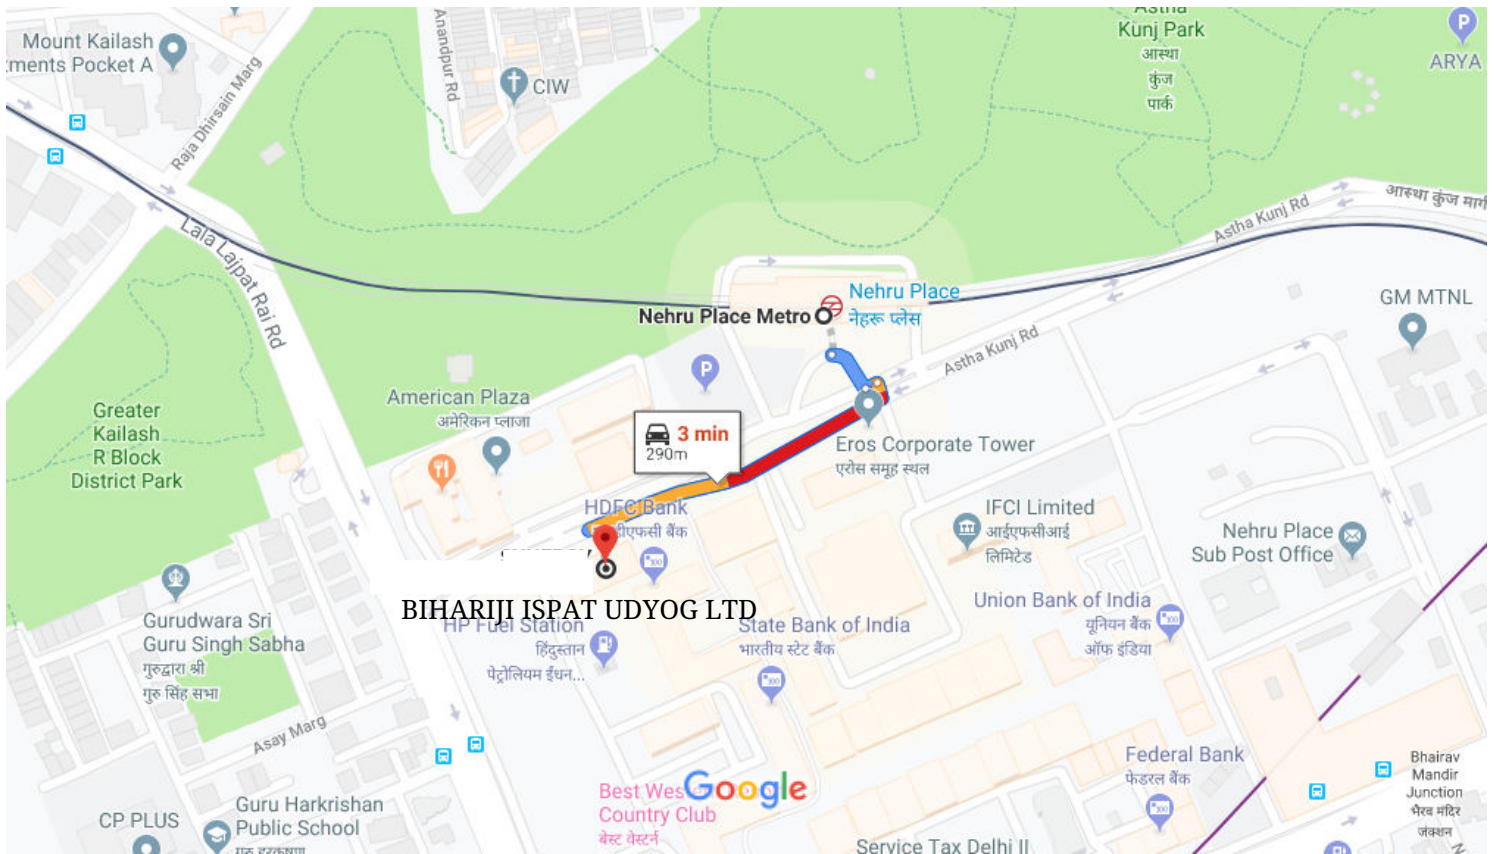 Mount Kailash
tments Pocket A
Raja Dhirsain Marg
Anandpur Rd
CIW
Astha
Kunj Park
आस्था
कुंज
पार्क
ARYA
Lala Lajpat Rai Rd
Astha Kunj Rd
आस्था कुंज मार्ग
Nehru Place
नेहरू प्लेस
Nehru Place Metro
GM MTNL
Astha Kunj Rd
American Plaza
अमेरिकन प्लाजा
Greater
Kailash
R Block
District Park
3 min
290m
Eros Corporate Tower
एरोस समूह स्थल
HDFC Bank
डीएफसी बैंक
IFCI Limited
आईएफसीआई
लिमिटेड
Nehru Place
Sub Post Office
BIHARIJI ISPAT UDYOG LTD
HP Fuel Station
हिंदुस्तान
पेट्रोलियम ईंधन...
State Bank of India
भारतीय स्टेट बैंक
Union Bank of India
यूनियन बैंक
ऑफ इंडिया
Gurudwara Sri
Guru Singh Sabha
गुरुद्वारा श्री
गुरु सिंह सभा
Asay Marg
Federal Bank
फेडरल बैंक
Bhairav
Mandir
Junction
भैरव मंदिर
जंक्शन
Google
Best Wes
Country Club
बेस्ट वेस्टर्न
CP PLUS
Guru Harkrishan
Public School
Service Tax Delhi II